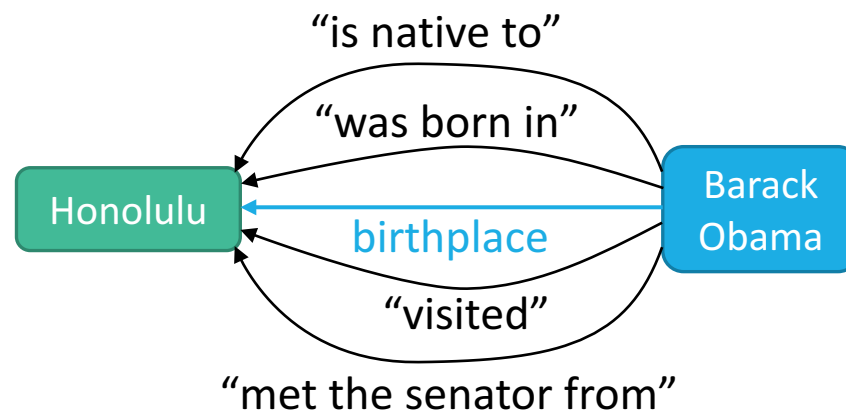 “is native to”
“was born in”
Honolulu
Barack
Obama
birthplace
“visited”
“met the senator from”